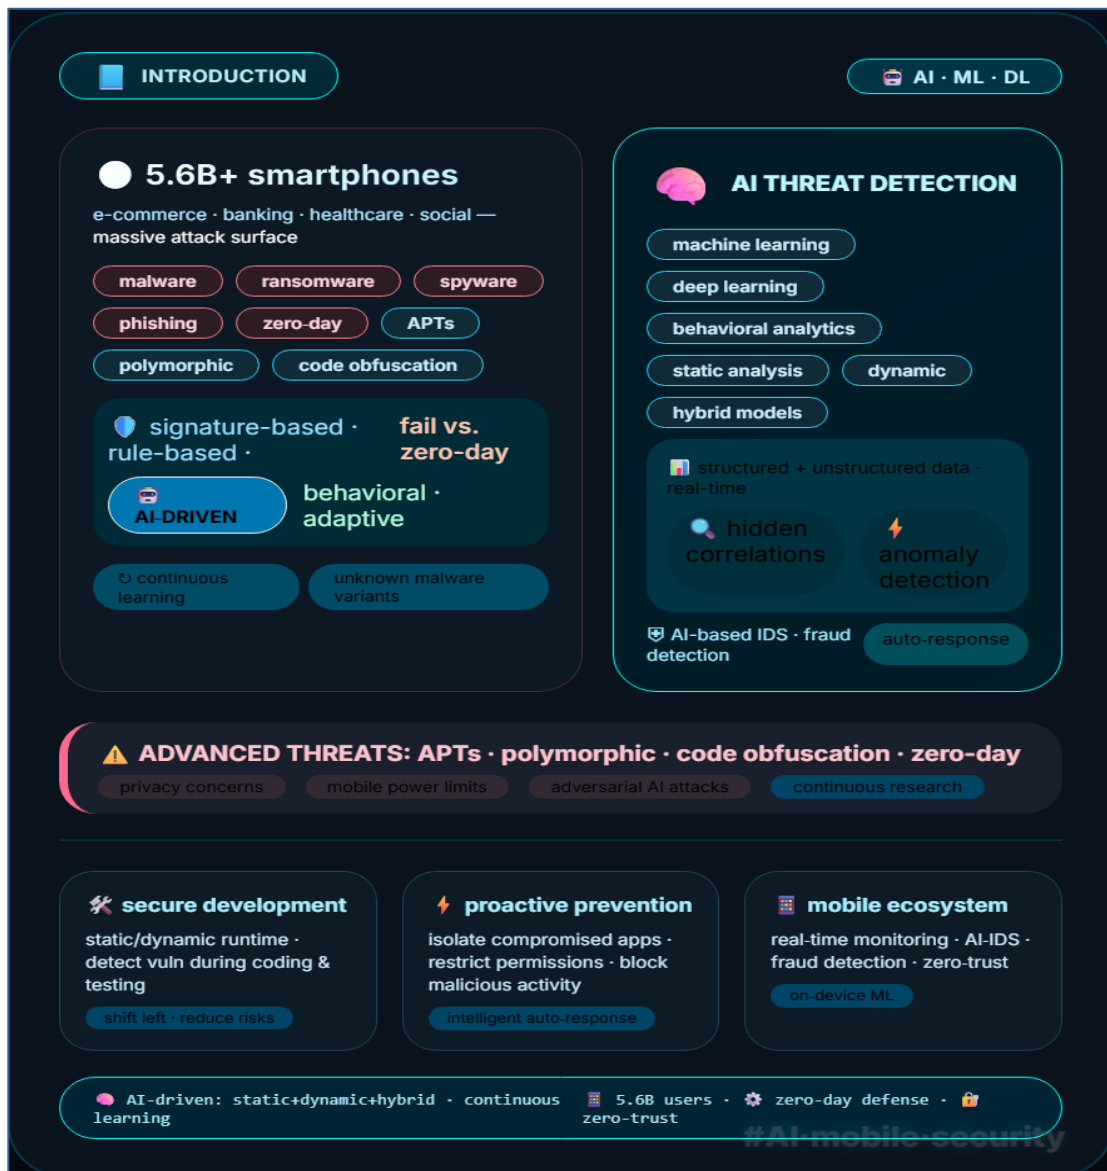 INTRODUCTION
AI · ML · DL
5.6B+ smartphones
e-commerce · banking · healthcare · social —
massive attack surface
malware ransomware spyware
phishing zero-day APTs
polymorphic code obfuscation
signature-based ·
rule-based ·
fail vs.
zero-day
AI-DRIVEN
behavioral ·
adaptive
↻ continuous
learning
unknown malware
variants
AI THREAT DETECTION
machine learning
deep learning
behavioral analytics
static analysis dynamic
hybrid models
structured + unstructured data ·
real-time
hidden
correlations
anomaly
detection
AI-based IDS · fraud
detection
auto-response
ADVANCED THREATS: APTs · polymorphic · code obfuscation · zero-day
privacy concerns mobile power limits adversarial AI attacks continuous research
secure development
static/dynamic runtime ·
detect vuln during coding &
testing
shift left · reduce risks
proactive prevention
isolate compromised apps ·
restrict permissions · block
malicious activity
intelligent auto-response
mobile ecosystem
real-time monitoring · AI-IDS ·
fraud detection · zero-trust
on-device ML
AI-driven: static+dynamic+hybrid · continuous
learning
5.6B users · zero-day defense ·
zero-trust
#AI·mobile·security